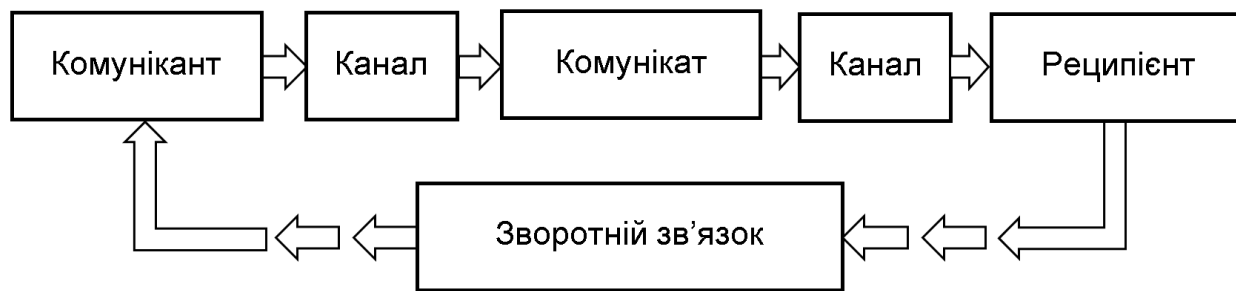 Комунікант
Канал
Комунікат
Канал
Реципієнт
Зворотній зв’язок